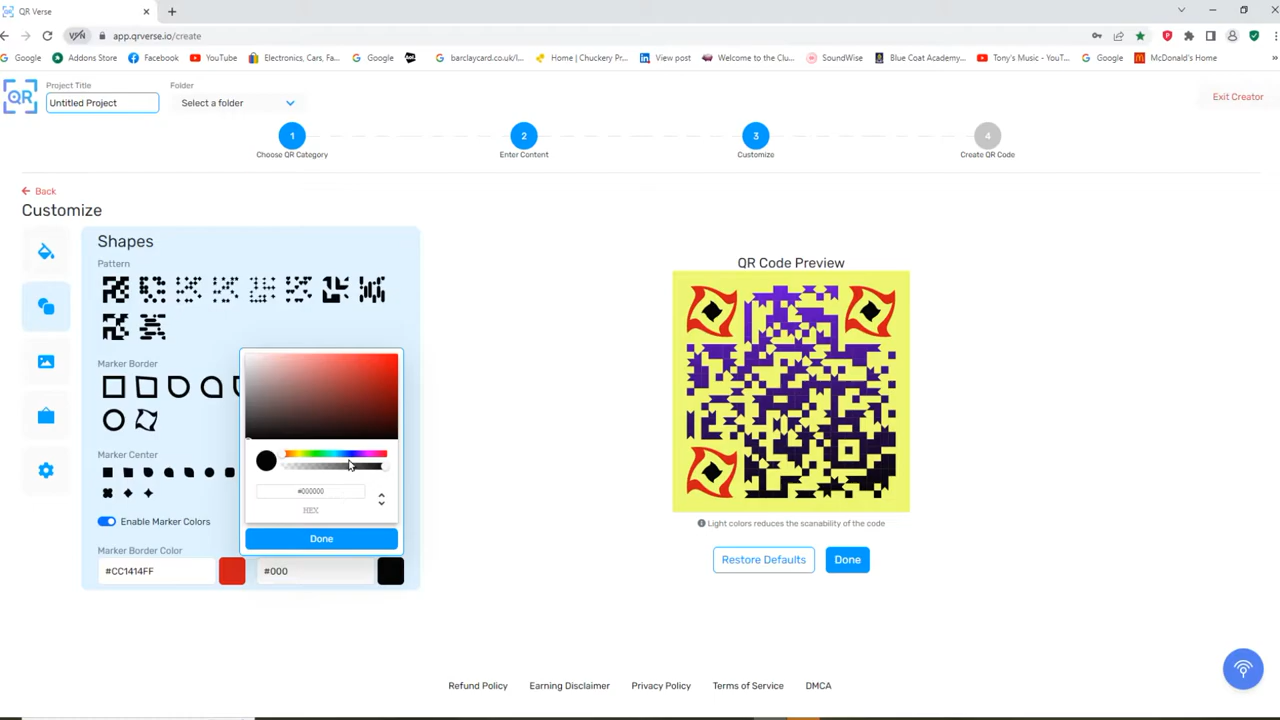 QR Verse
app.qrverse.io/create
Google
Addons Store
Facebook
YouTube
Electronics, Cars, Fa...
Google
Aol.
barclaycard.co.uk/l...
Home | Chuckery Pr...
View post
Welcome to the Clu...
SoundWise
Blue Coat Academy...
Tony's Music - YouT...
Google
McDonald's Home
QR
Project Title
Folder
Untitled Project
Select a folder
Exit Creator
1
2
3
4
Choose QR Category
Enter Content
Customize
Create QR Code
Back
Customize
Shapes
Pattern
Marker Border
Marker Center
Enable Marker Colors
Marker Border Color
#CC1414FF
#000
#000000
HEX
Done
QR Code Preview
Light colors reduces the scanability of the code
Restore Defaults
Done
Refund Policy
Earning Disclaimer
Privacy Policy
Terms of Service
DMCA